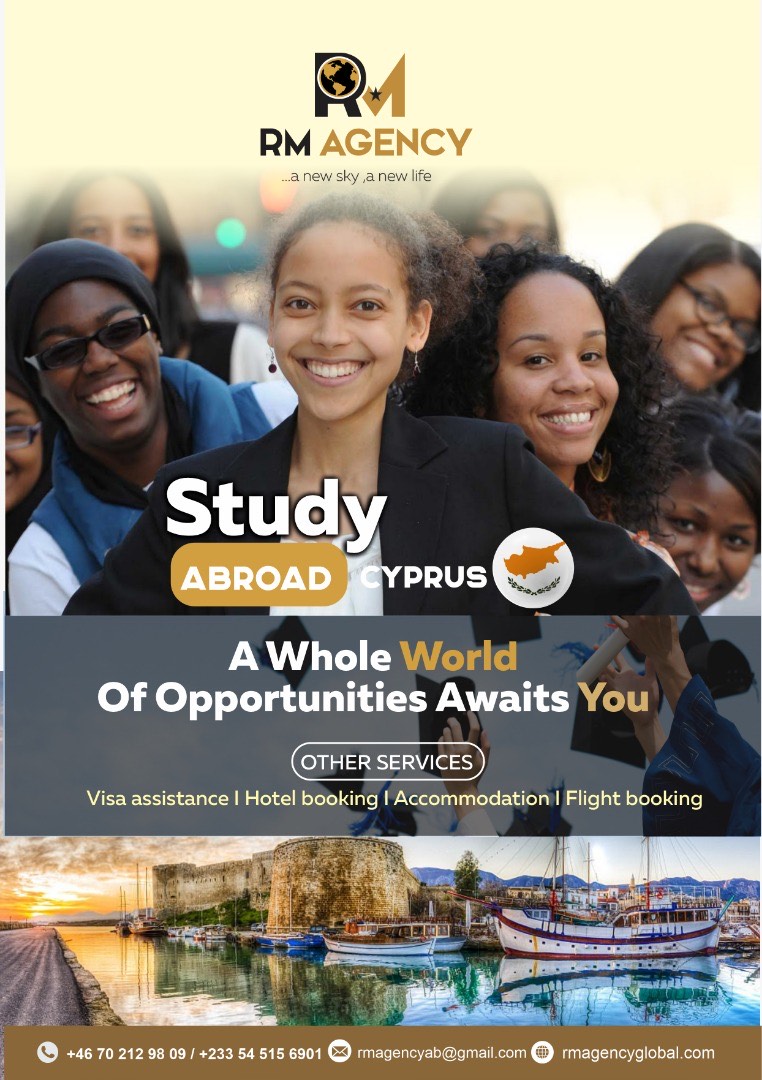 RM
RM AGENCY
...a new sky ,a new life
Study
ABROAD CYPRUS
A Whole World
Of Opportunities Awaits You
OTHER SERVICES
Visa assistance I Hotel booking I Accommodation I Flight booking
+46 70 212 98 09 / +233 54 515 6901 rmagencyab@gmail.com rmagencyglobal.com